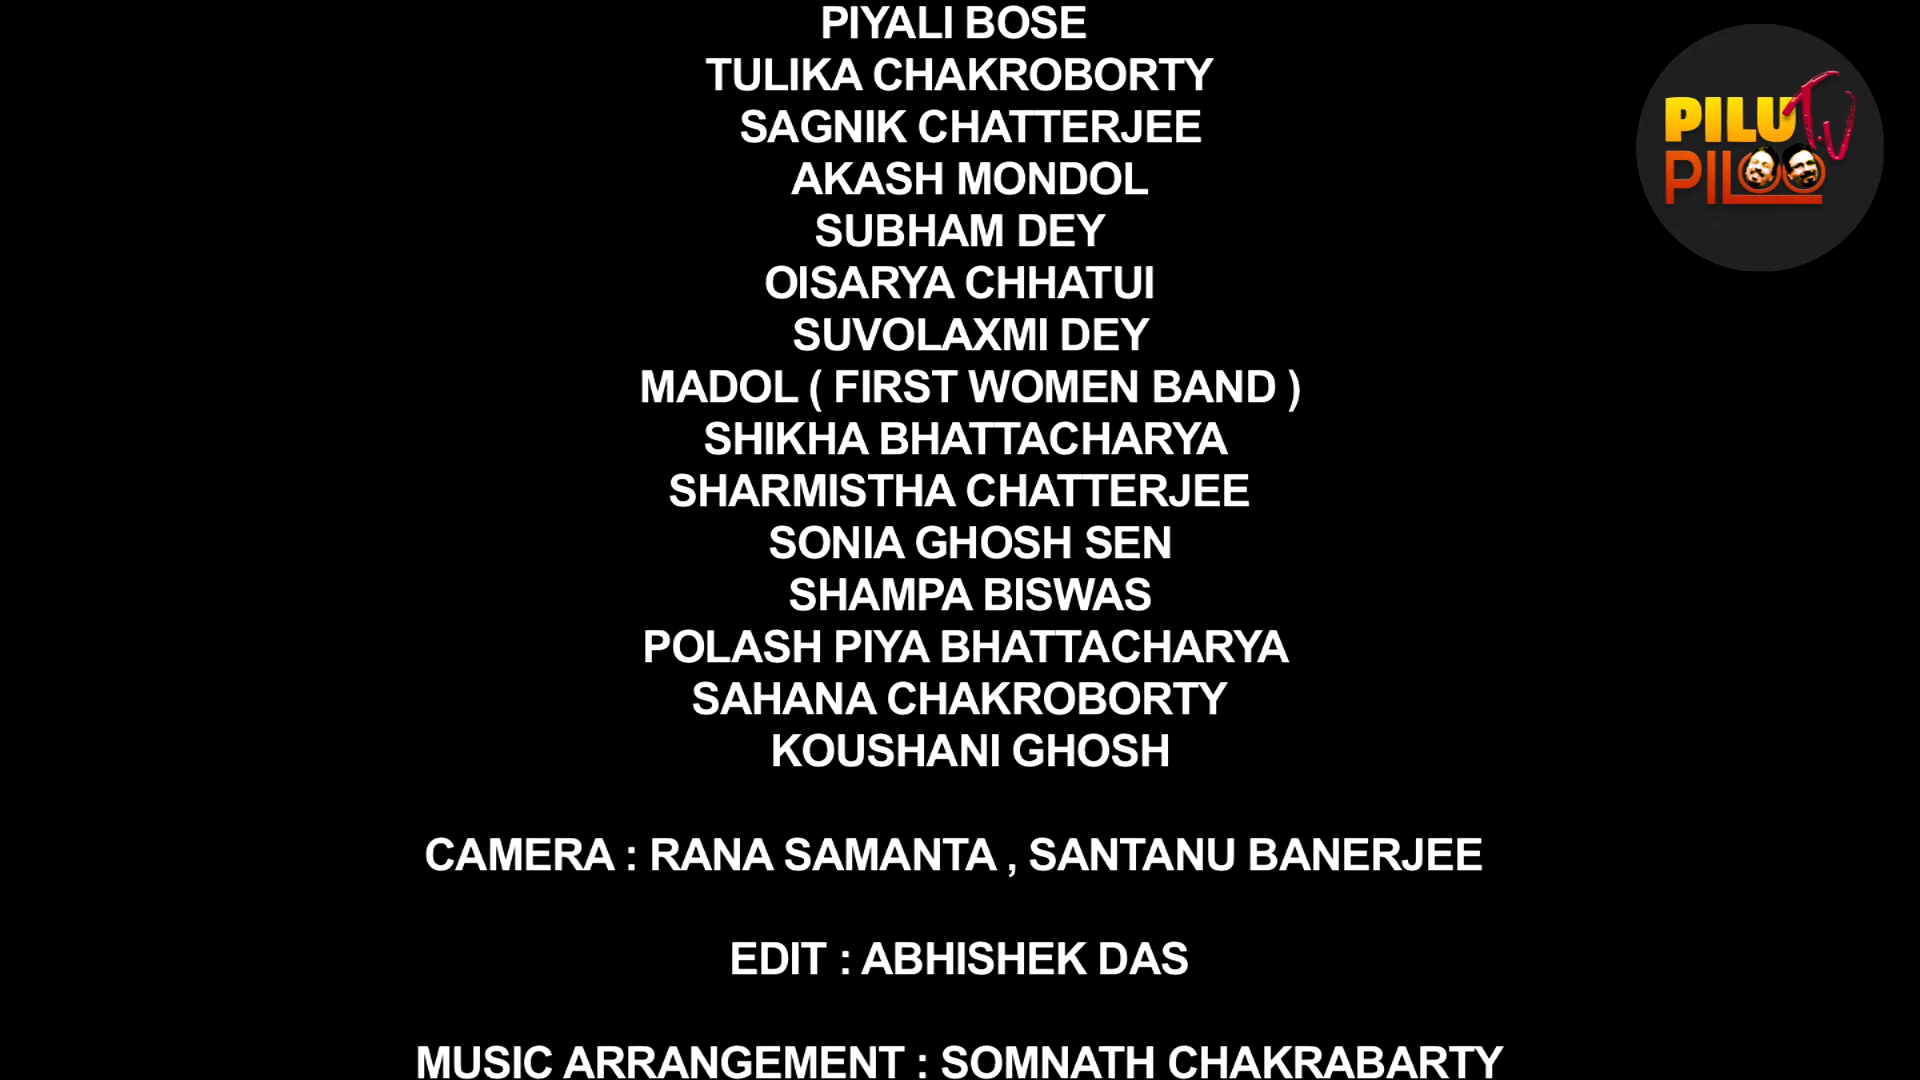 PIYALI BOSE
TULIKA CHAKROBORTY
SAGNIK CHATTERJEE
AKASH MONDOL
SUBHAM DEY
OISARYA CHHATUI
SUVOLAXMI DEY
MADOL ( FIRST WOMEN BAND )
SHIKHA BHATTACHARYA
SHARMISTHA CHATTERJEE
SONIA GHOSH SEN
SHAMPA BISWAS
POLASH PIYA BHATTACHARYA
SAHANA CHAKROBORTY
KOUSHANI GHOSH
CAMERA : RANA SAMANTA , SANTANU BANERJEE
EDIT : ABHISHEK DAS
MUSIC ARRANGEMENT : SOMNATH CHAKRABARTY
PILU TV
PILOO